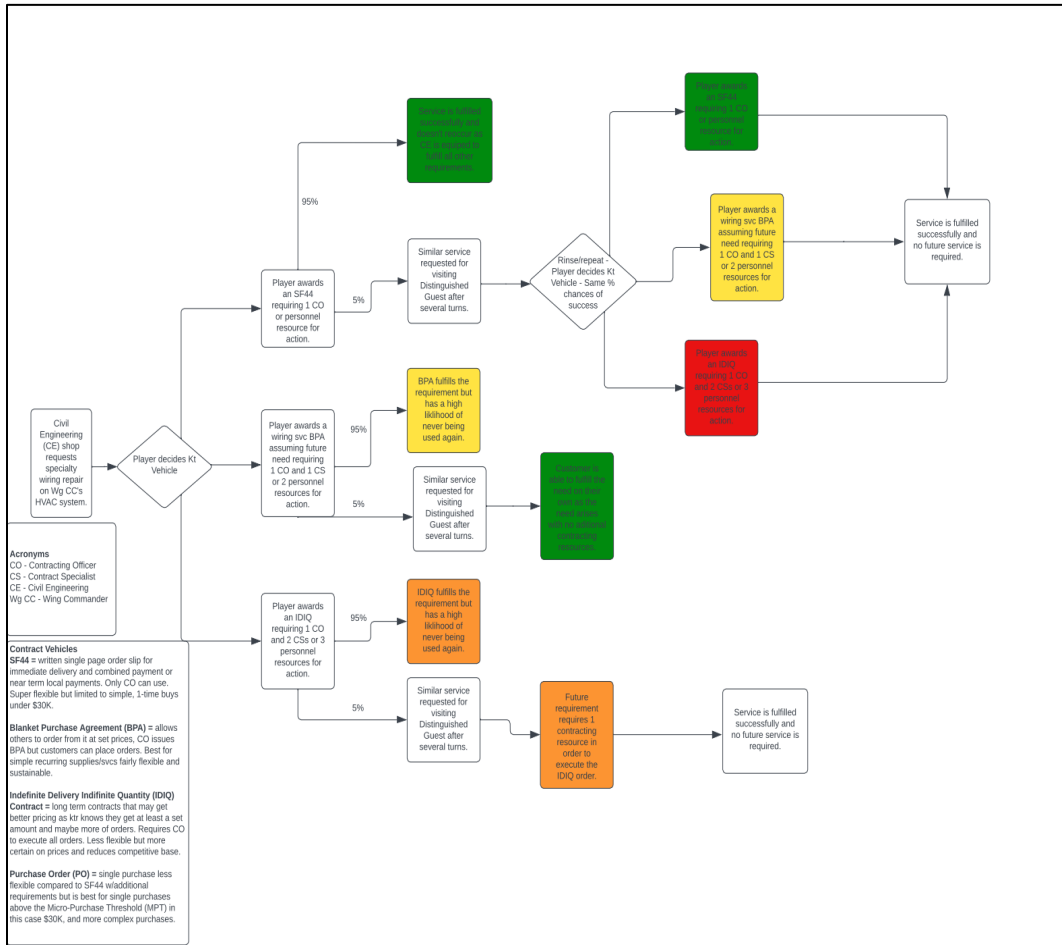 Civil
Engineering
(CE) shop
requests
specialty
wiring repair
on Wg CC's
HVAC system.
Player decides Kt
Vehicle
Player awards
an SF44
requiring 1 CO
or personnel
resource for
action.
95%
Service is fulfilled
successfully and
doesn't reoccur as
CE is equiped to
fulfill all other
requirements.
5%
Similar service
requested for
visiting
Distinguished
Guest after
several turns.
Rinse/repeat -
Player decides Kt
Vehicle - Same %
chances of
success
Player awards
an SF44
requiring 1 CO
or personnel
resource for
action.
Player awards a
wiring svc BPA
assuming future
need requiring
1 CO and 1 CS
or 2 personnel
resources for
action.
Player awards
an IDIQ
requiring 1 CO
and 2 CSs or 3
personnel
resources for
action.
Service is fulfilled
successfully and
no future service is
required.
Player awards a
wiring svc BPA
assuming future
need requiring
1 CO and 1 CS
or 2 personnel
resources for
action.
95%
BPA fulfills the
requirement but
has a high
liklihood of
never being
used again.
5%
Similar service
requested for
visiting
Distinguished
Guest after
several turns.
Customer is
able to fulfill the
need on their
own as the
need arises
with no aditional
contracting
resources.
Player awards
an IDIQ
requiring 1 CO
and 2 CSs or 3
personnel
resources for
action.
95%
IDIQ fulfills the
requirement but
has a high
liklihood of
never being
used again.
5%
Similar service
requested for
visiting
Distinguished
Guest after
several turns.
Future
requirement
requires 1
contracting
resource in
order to
execute the
IDIQ order.
Service is fulfilled
successfully and
no future service is
required.
Acronyms
CO - Contracting Officer
CS - Contract Specialist
CE - Civil Engineering
Wg CC - Wing Commander
Contract Vehicles
SF44 = written single page order slip for
immediate delivery and combined payment or
near term local payments. Only CO can use.
Super flexible but limited to simple, 1-time buys
under $30K.
Blanket Purchase Agreement (BPA) = allows
others to order from it at set prices, CO issues
BPA but customers can place orders. Best for
simple recurring supplies/svcs fairly flexible and
sustainable.
Indefinite Delivery Indifinite Quantity (IDIQ)
Contract = long term contracts that may get
better pricing as ktr knows they get at least a set
amount and maybe more of orders. Requires CO
to execute all orders. Less flexible but more
certain on prices and reduces competitive base.
Purchase Order (PO) = single purchase less
flexible compared to SF44 w/additional
requirements but is best for single purchases
above the Micro-Purchase Threshold (MPT) in
this case $30K, and more complex purchases.